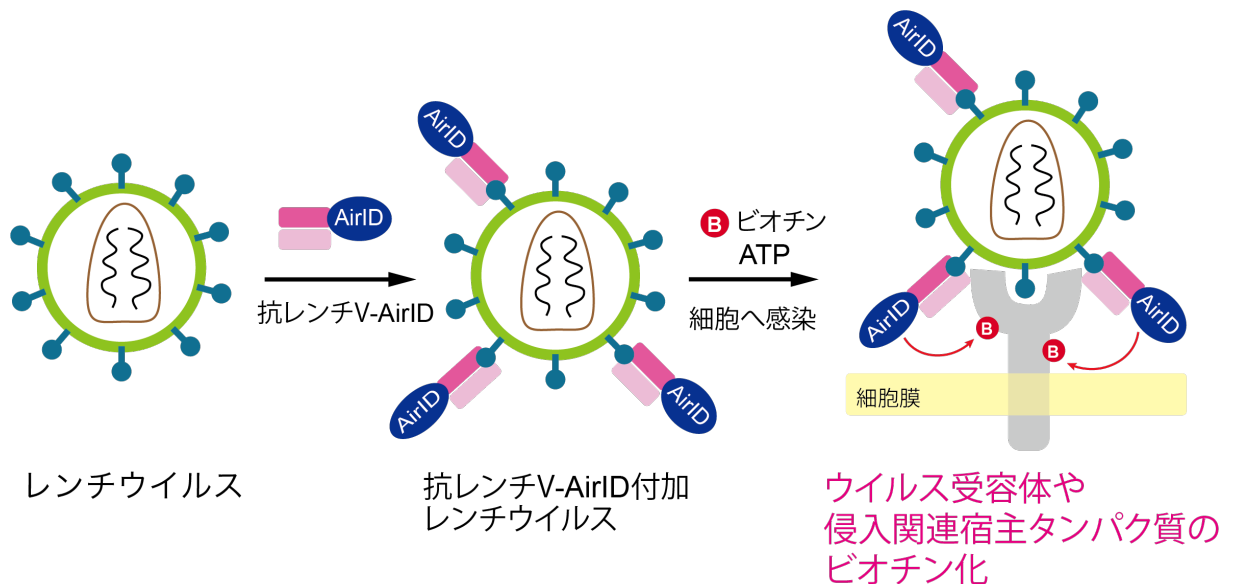 レンチウイルス
AirID
抗レンチV-AirID
AirID
AirID
AirID
抗レンチV-AirID付加
レンチウイルス
B ビオチン
ATP
細胞へ感染
AirID
AirID
AirID
B
B
細胞膜
ウイルス受容体や
侵入関連宿主タンパク質の
ビオチン化